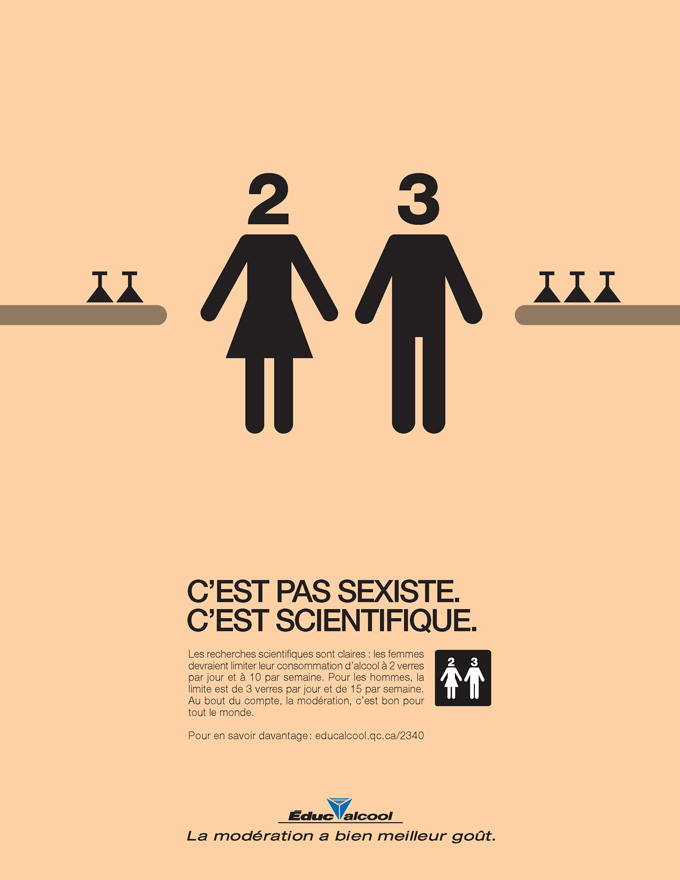 2 3
C'EST PAS SEXISTE.
C'EST SCIENTIFIQUE.
Les recherches scientifiques sont claires : les femmes
devraient limiter leur consommation d'alcool à 2 verres
par jour et à 10 par semaine. Pour les hommes, la
limite est de 3 verres par jour et de 15 par semaine.
Au bout du compte, la modération, c'est bon pour
tout le monde.
2 3
Pour en savoir davantage : educalcool.qc.ca/2340
Éduc alcool
La modération a bien meilleur goût.